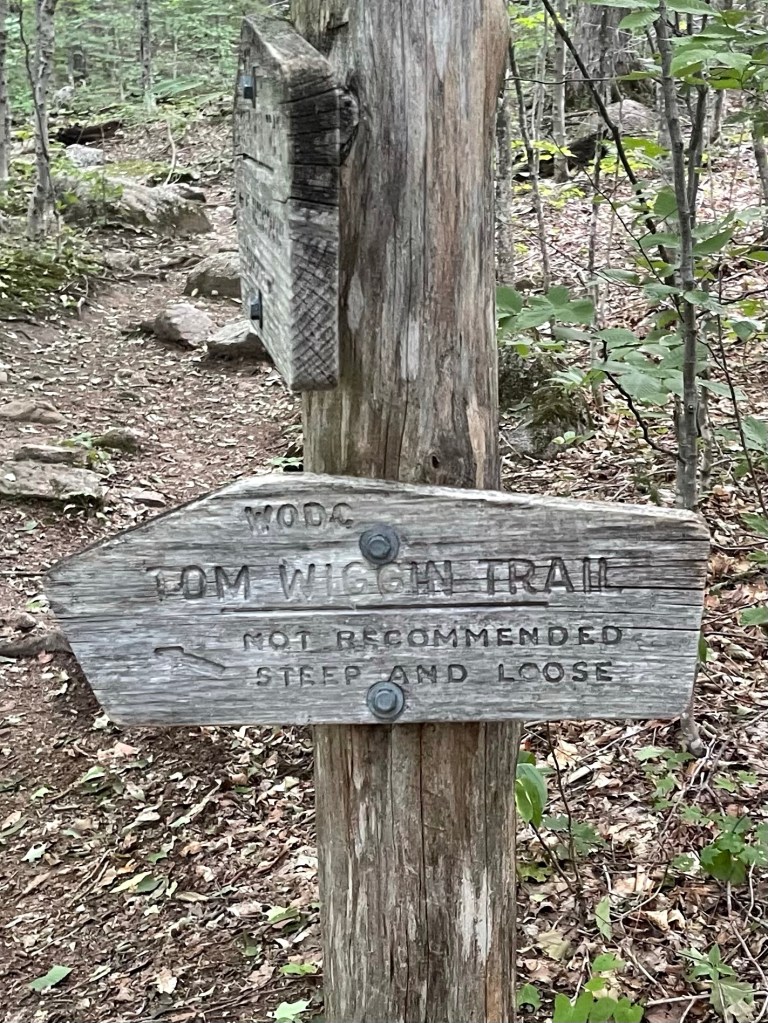 WODC
TOM WIGGIN TRAIL
NOT RECOMMENDED
STEEP AND LOOSE